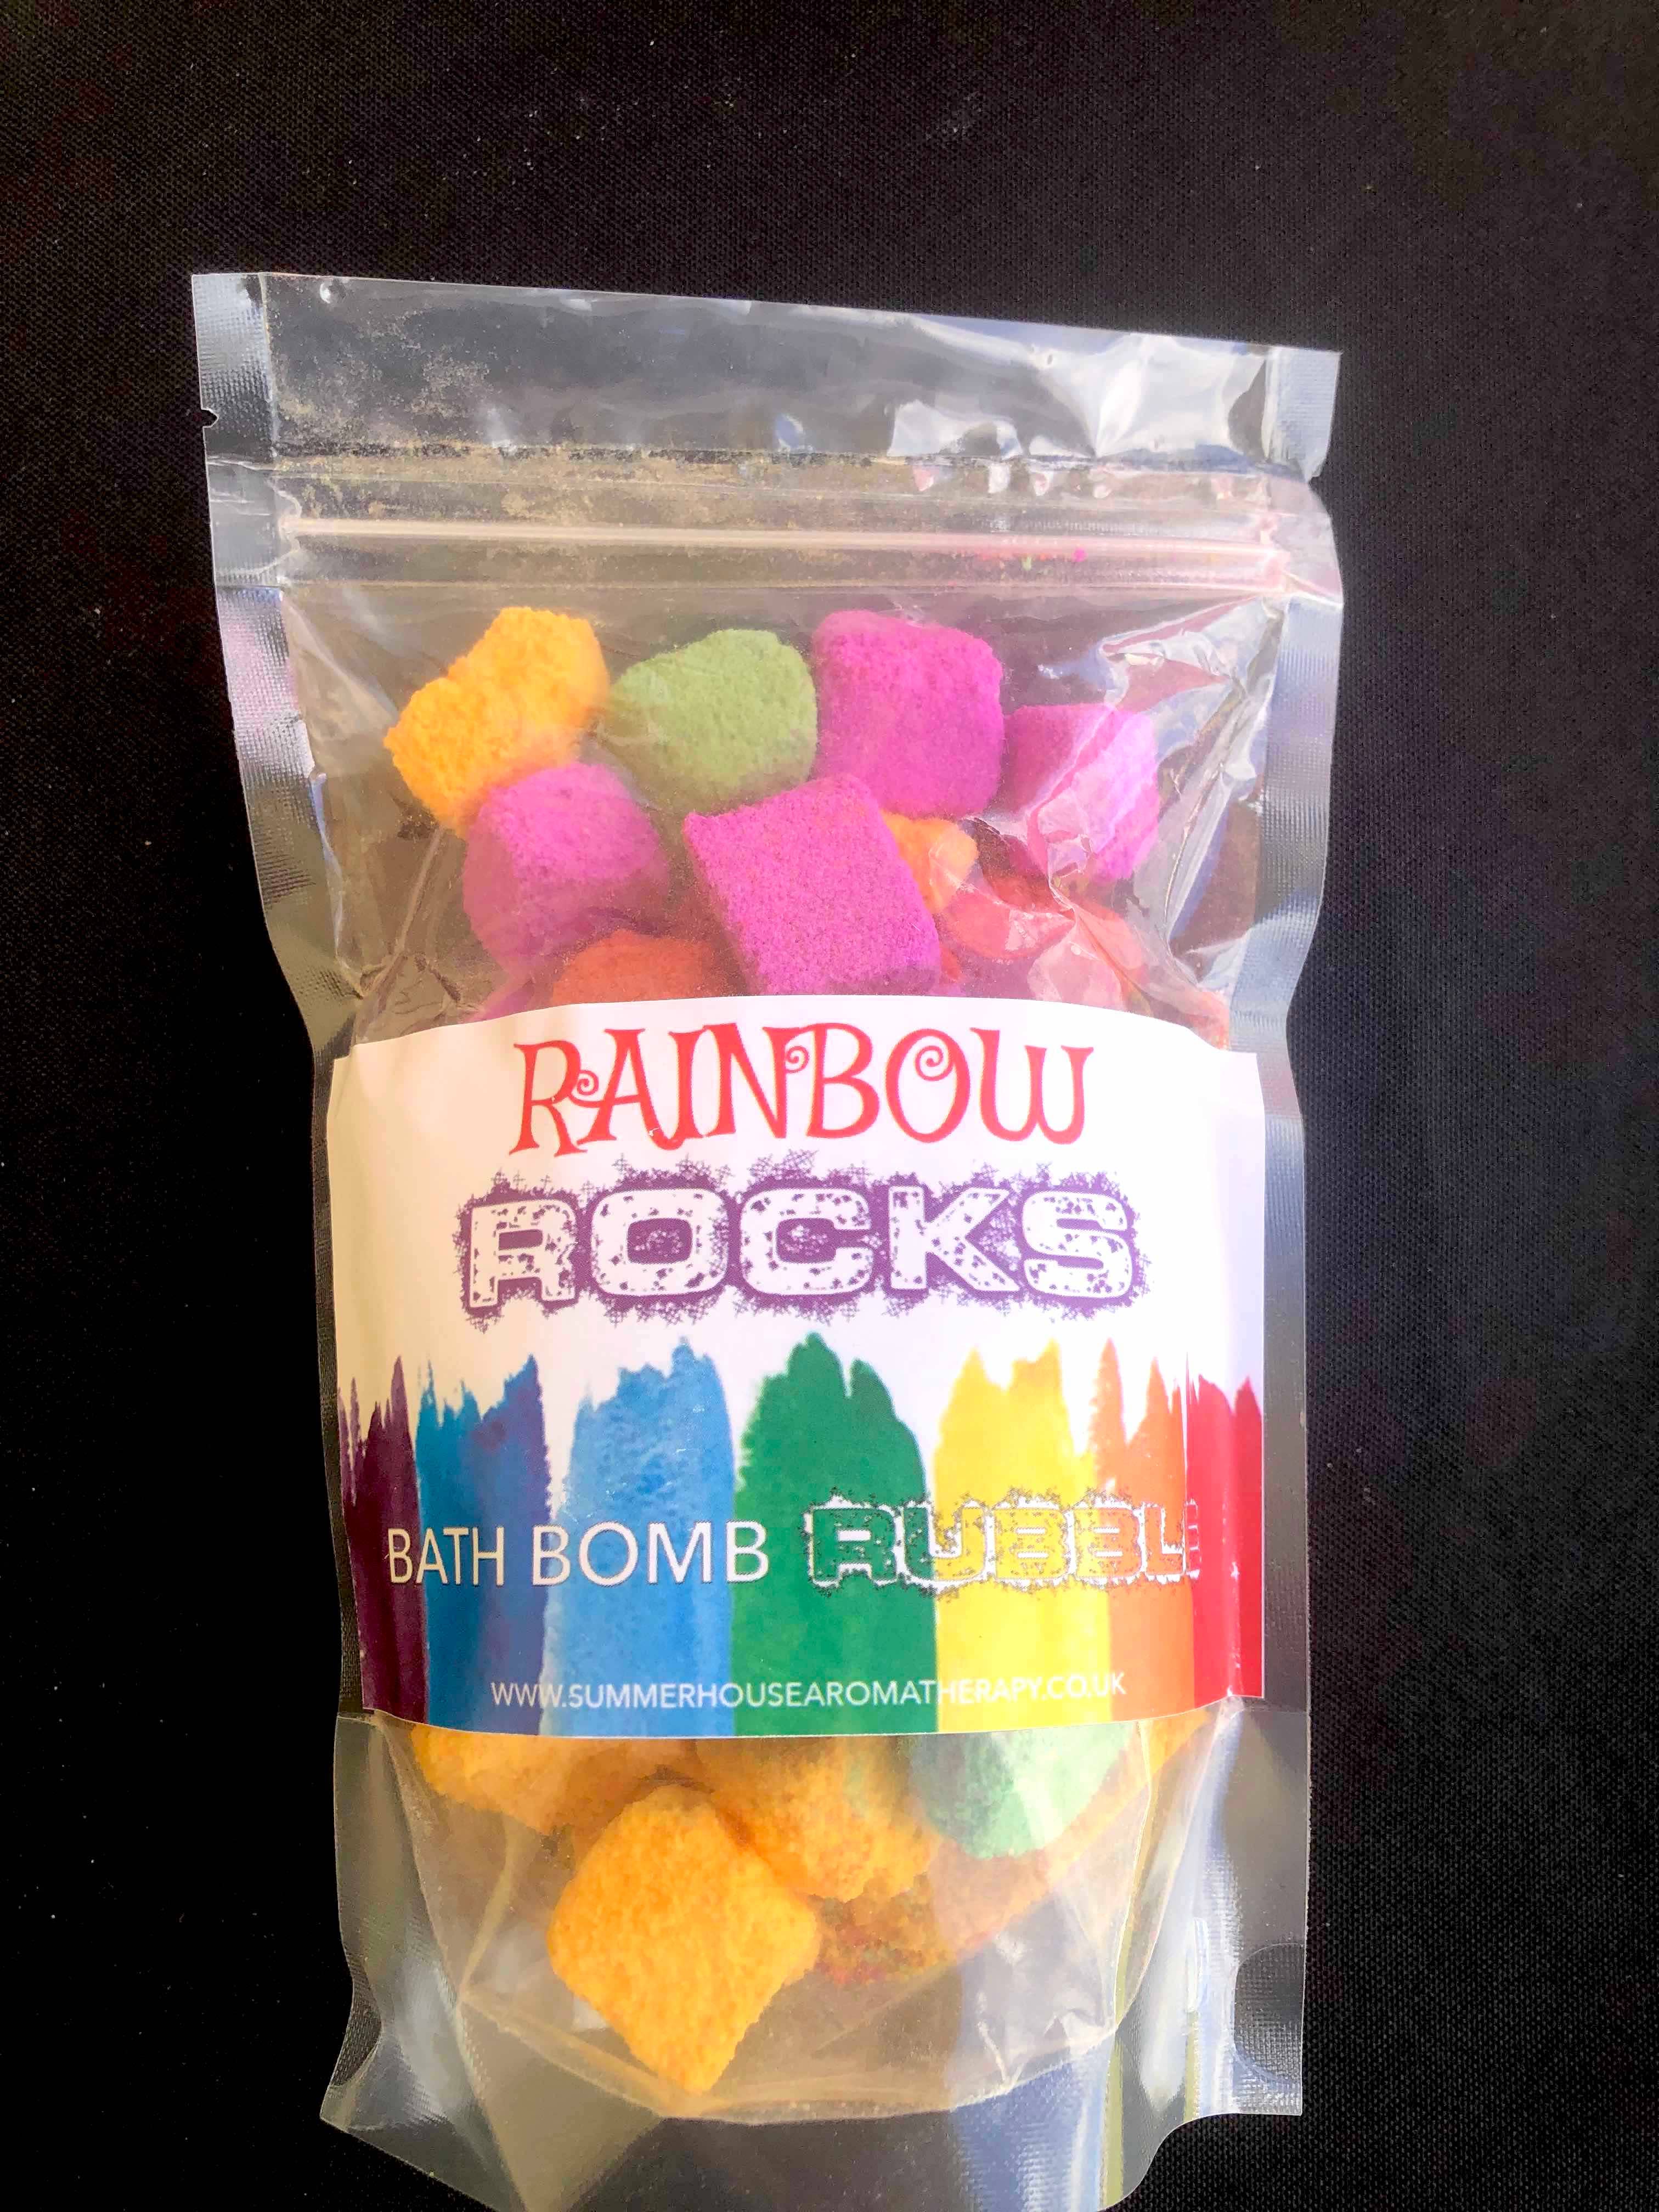 RAINBOW
ROCKS
BATH BOMB RUBBLE
WWW.SUMMERHOUSEAROMATHERAPY.CO.UK